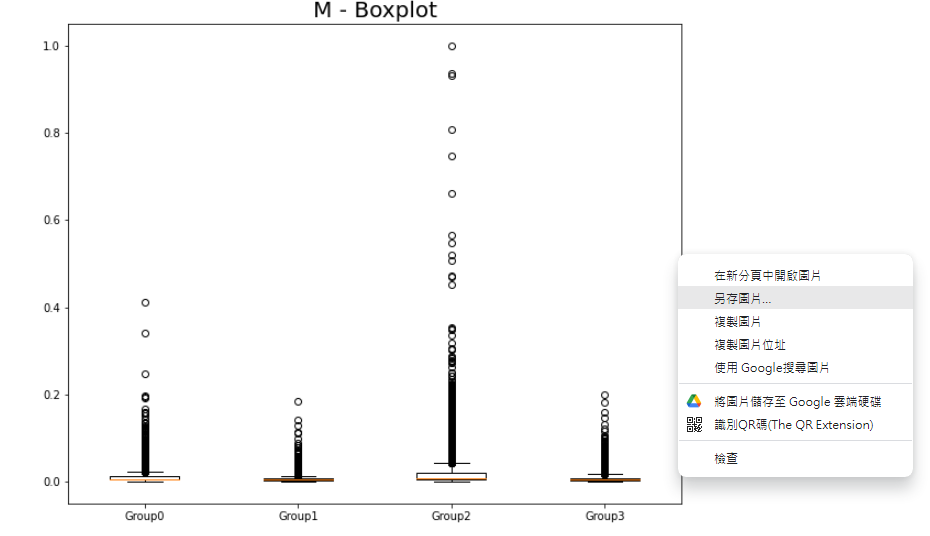 M - Boxplot
1.0
0.8
0.6
0.4
0.2
0.0
Group0
Group1
Group2
Group3
在新分頁中開啟圖片
另存圖片...
複製圖片
複製圖片位址
使用 Google搜尋圖片
將圖片儲存至 Google 雲端硬碟
識別QR碼(The QR Extension)
檢查